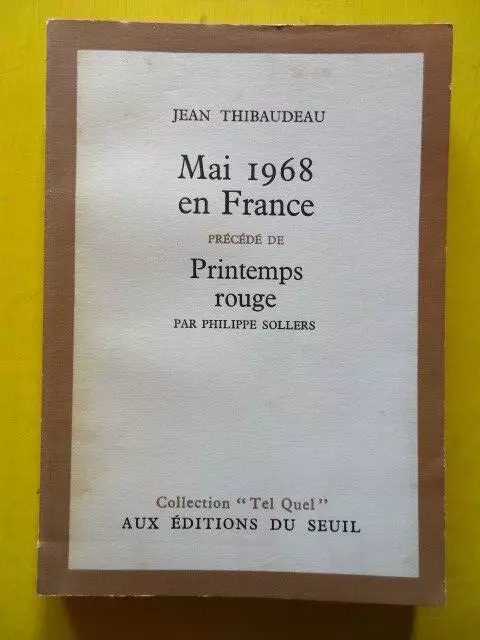 JEAN THIBAUDEAU
Mai 1968
en France
PRÉCÉDÉ DE
Printemps
rouge
PAR PHILIPPE SOLLERS
Collection "Tel Quel"
AUX ÉDITIONS DU SEUIL